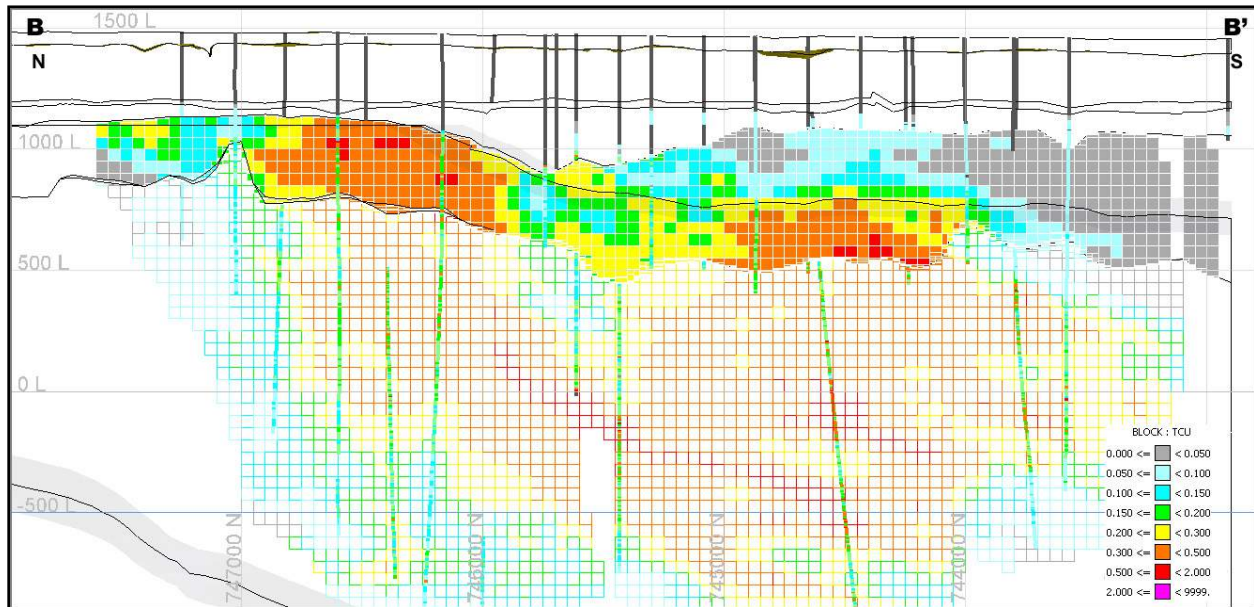 B
1500 L
B'
N
S
1000 L
500 L
0 L
-500 L
747000 N
746000 N
745000 N
744000 N
BLOCK : TCU
0.000 <= < 0.050
0.050 <= < 0.100
0.100 <= < 0.150
0.150 <= < 0.200
0.200 <= < 0.300
0.300 <= < 0.500
0.500 <= < 2.000
2.000 <= < 9999.